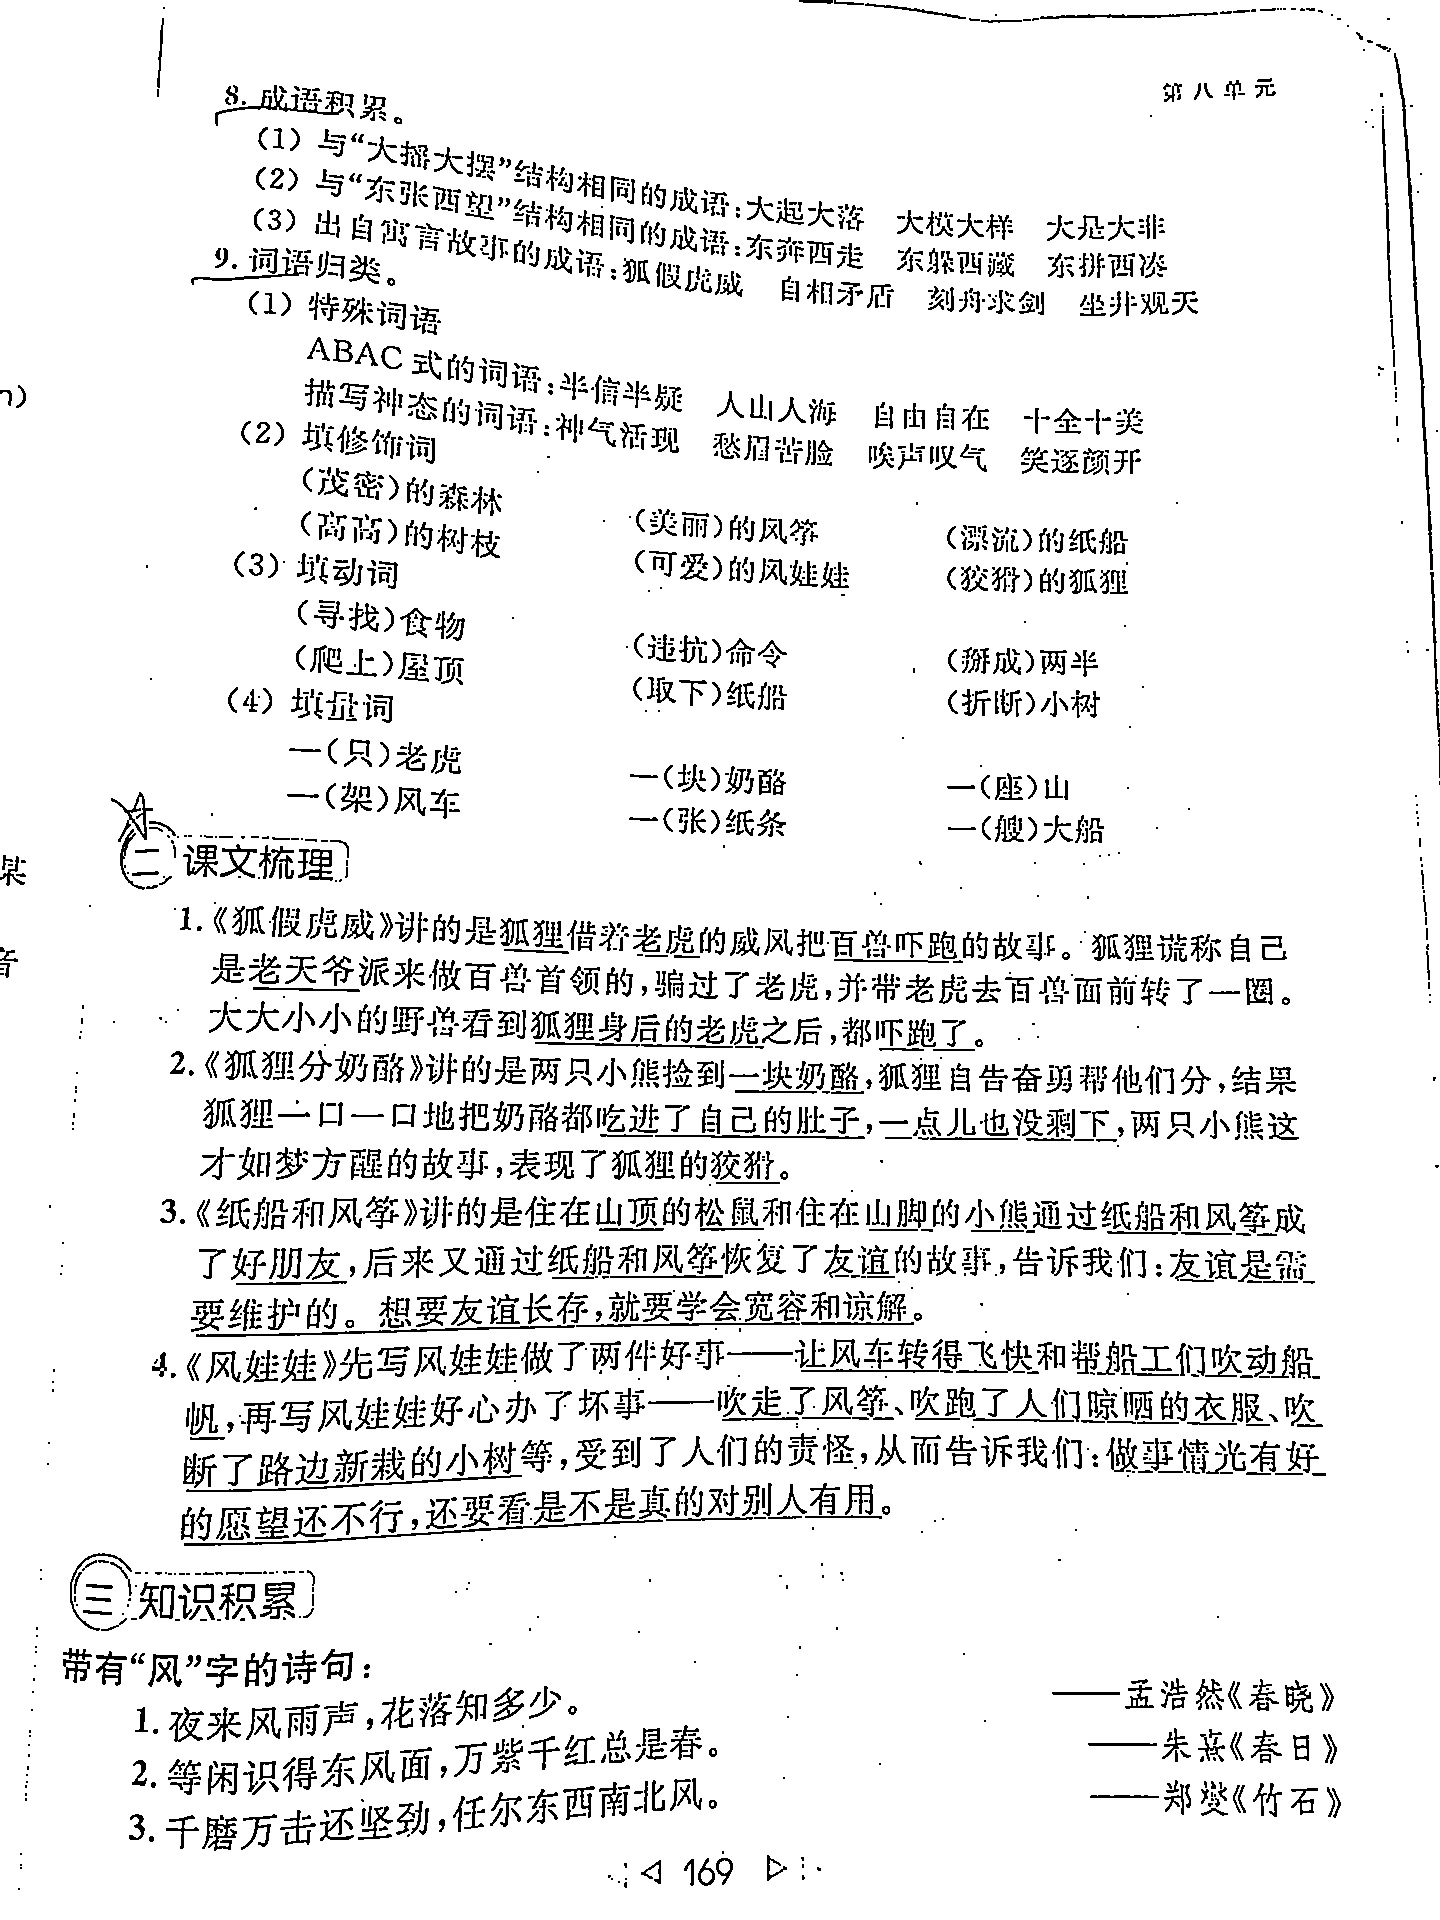 第八单元
8. 成语积累。
(1) 与“大摇大摆”结构相同的成语:大起大落 大模大样 大是大非
(2) 与“东张西望”结构相同的成语:东奔西走 东躲西藏 东拼西凑
(3) 出自寓言故事的成语:狐假虎威 自相矛盾 刻舟求剑 坐井观天
9. 词语归类。
(1) 特殊词语
ABAC 式的词语:半信半疑 人山人海 自由自在 十全十美
描写神态的词语:神气活现 愁眉苦脸 唉声叹气 笑逐颜开
(2) 填修饰词
(茂密)的森林 (美丽)的风筝 (漂流)的纸船
(高高)的树枝 (可爱)的风娃娃 (狡猾)的狐狸
(3) 填动词
(寻找)食物 (违抗)命令 (掰成)两半
(爬上)屋顶 (取下)纸船 (折断)小树
(4) 填量词
一(只)老虎 一(块)奶酪 一(座)山
一(架)风车 一(张)纸条 一(艘)大船
二 课文梳理
1.《狐假虎威》讲的是狐狸借着老虎的威风把百兽吓跑的故事。狐狸谎称自己
是老天爷派来做百兽首领的,骗过了老虎,并带老虎去百兽面前转了一圈。
大大小小的野兽看到狐狸身后的老虎之后,都吓跑了。
2.《狐狸分奶酪》讲的是两只小熊捡到一块奶酪,狐狸自告奋勇帮他们分,结果
狐狸一口一口地把奶酪都吃进了自己的肚子,一点儿也没剩下,两只小熊这
才如梦方醒的故事,表现了狐狸的狡猾。
3.《纸船和风筝》讲的是住在山顶的松鼠和住在山脚的小熊通过纸船和风筝成
了好朋友,后来又通过纸船和风筝恢复了友谊的故事,告诉我们:友谊是需
要维护的。想要友谊长存,就要学会宽容和谅解。
4.《风娃娃》先写风娃娃做了两件好事——让风车转得飞快和帮船工们吹动船
帆,再写风娃娃好心办了坏事——吹走了风筝、吹跑了人们晾晒的衣服、吹
断了路边新栽的小树等,受到了人们的责怪,从而告诉我们:做事情光有好
的愿望还不行,还要看是不是真的对别人有用。
三 知识积累
带有“风”字的诗句:
1. 夜来风雨声,花落知多少。 ——孟浩然《春晓》
2. 等闲识得东风面,万紫千红总是春。 ——朱熹《春日》
3. 千磨万击还坚劲,任尔东西南北风。 ——郑燮《竹石》
169
某
音